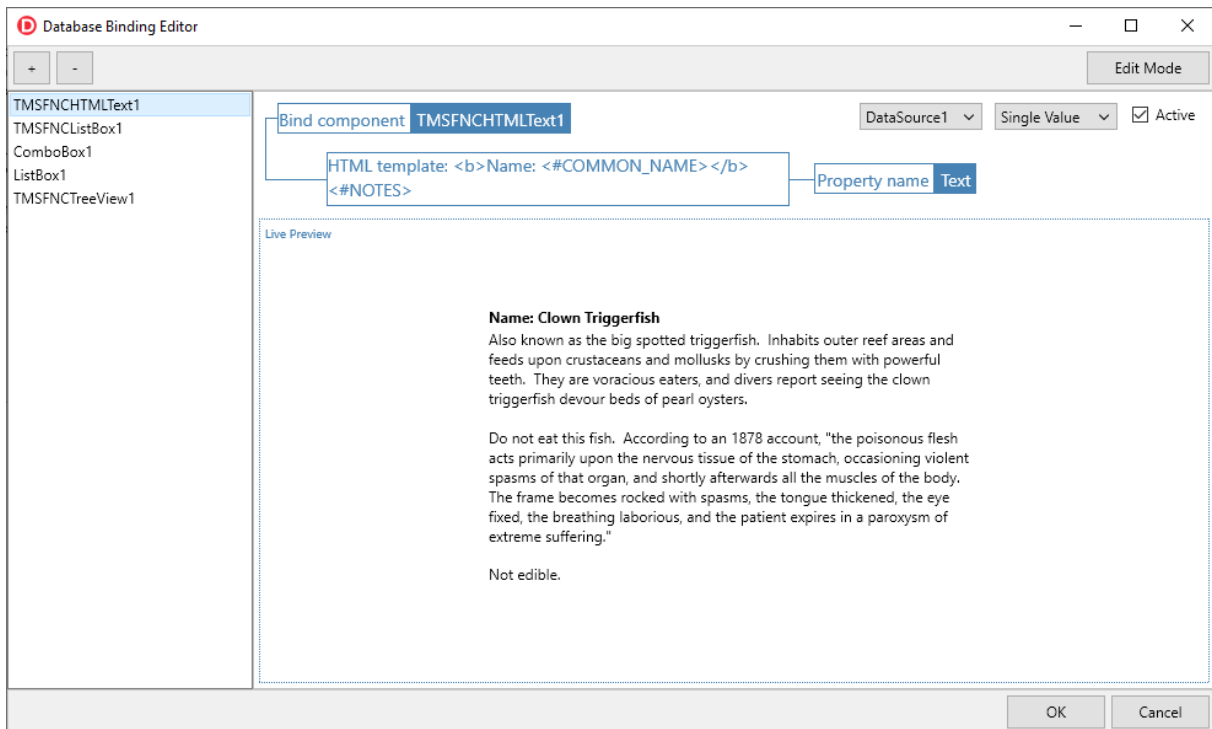 Database Binding Editor
+ -
Edit Mode
TMSFNCHTMLText1
TMSFNCListBox1
ComboBox1
ListBox1
TMSFNCTreeView1
Bind component TMSFNCHTMLText1
DataSource1 Single Value Active
HTML template: <b>Name: <#COMMON_NAME></b>
<#NOTES>
Property name Text
Live Preview
Name: Clown Triggerfish
Also known as the big spotted triggerfish.  Inhabits outer reef areas and
feeds upon crustaceans and mollusks by crushing them with powerful
teeth.  They are voracious eaters, and divers report seeing the clown
triggerfish devour beds of pearl oysters.
Do not eat this fish.  According to an 1878 account, "the poisonous flesh
acts primarily upon the nervous tissue of the stomach, occasioning violent
spasms of that organ, and shortly afterwards all the muscles of the body.
The frame becomes rocked with spasms, the tongue thickened, the eye
fixed, the breathing laborious, and the patient expires in a paroxysm of
extreme suffering."
Not edible.
OK Cancel